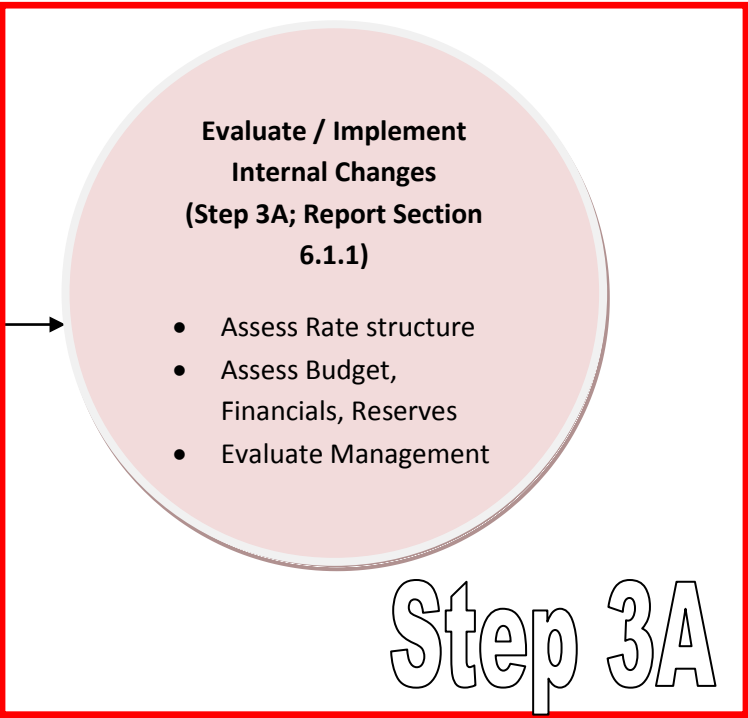 Evaluate / Implement
Internal Changes
(Step 3A; Report Section
6.1.1)
• Assess Rate structure
• Assess Budget,
Financials, Reserves
• Evaluate Management
Step 3A